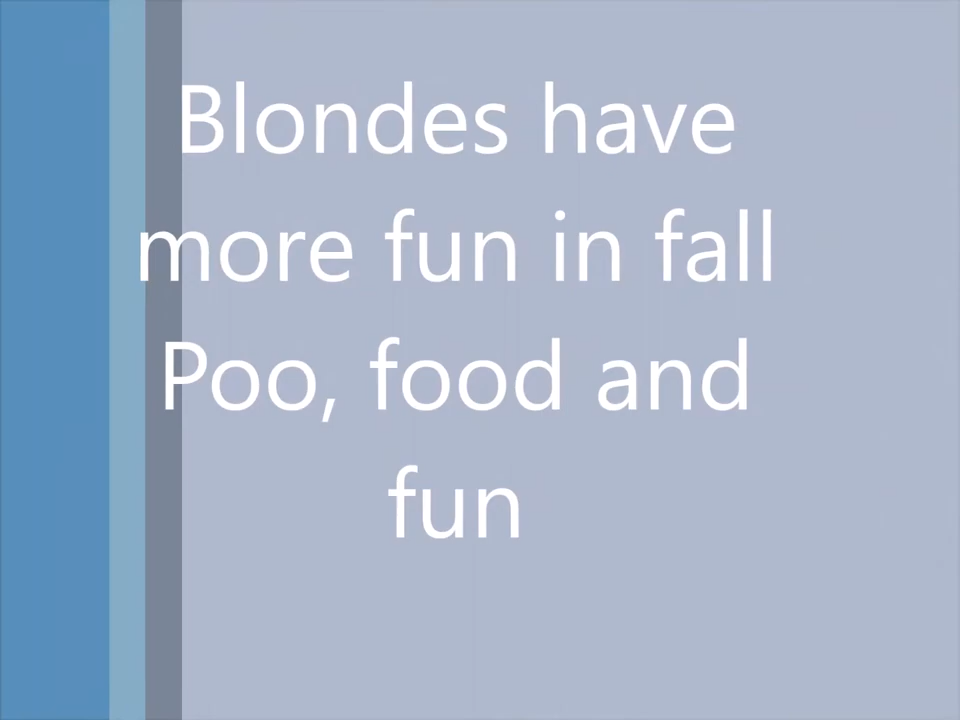 Blondes have
more fun in fall
Poo, food and
fun